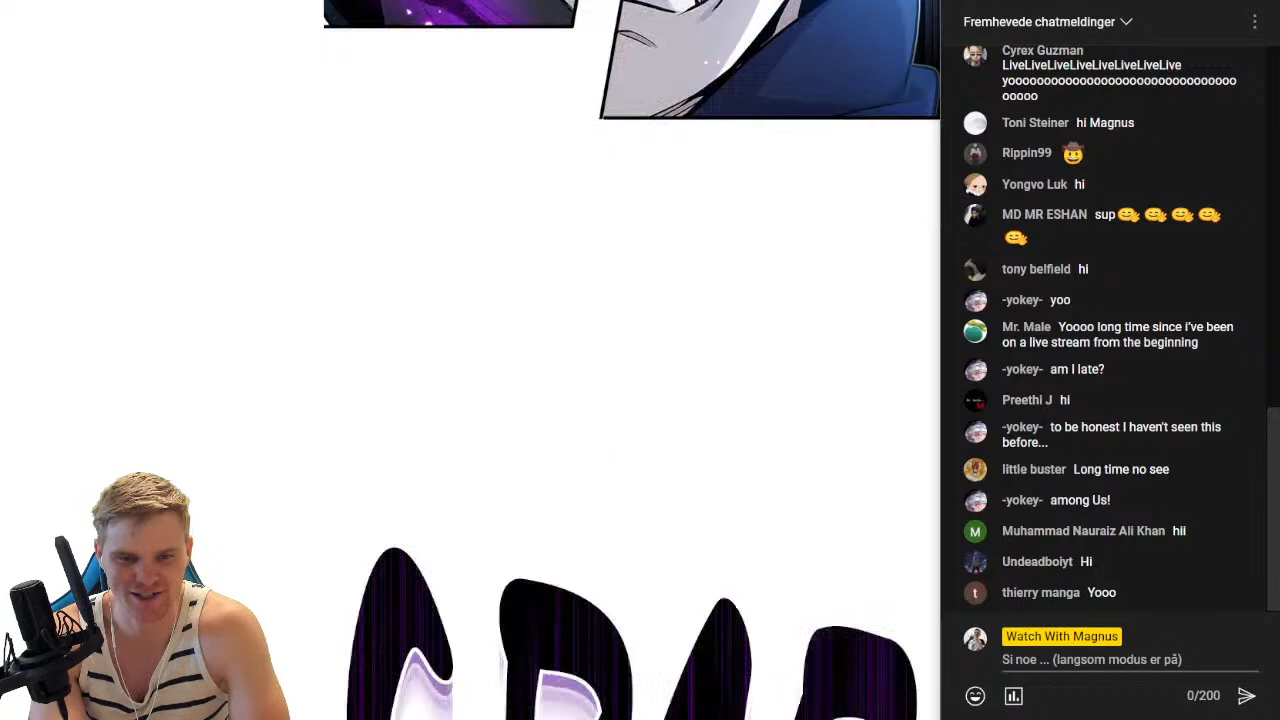 Fremhevede chatmeldinger
Cyrex Guzman
LiveLiveLiveLiveLiveLiveLiveLive
yooooooooooooooooooooooooooooooooo
ooooo
Toni Steiner hi Magnus
Rippin99 🤠
Yongvo Luk hi
MD MR ESHAN sup
tony belfield hi
-yokey- yoo
Mr. Male Yoooo long time since i've been
on a live stream from the beginning
-yokey- am I late?
Preethi J hi
-yokey- to be honest I haven't seen this
before...
little buster Long time no see
-yokey- among Us!
M
Muhammad Nauraiz Ali Khan hii
Undeadboiyt Hi
t
thierry manga Yooo
Watch With Magnus
Si noe ... (langsom modus er på)
0/200